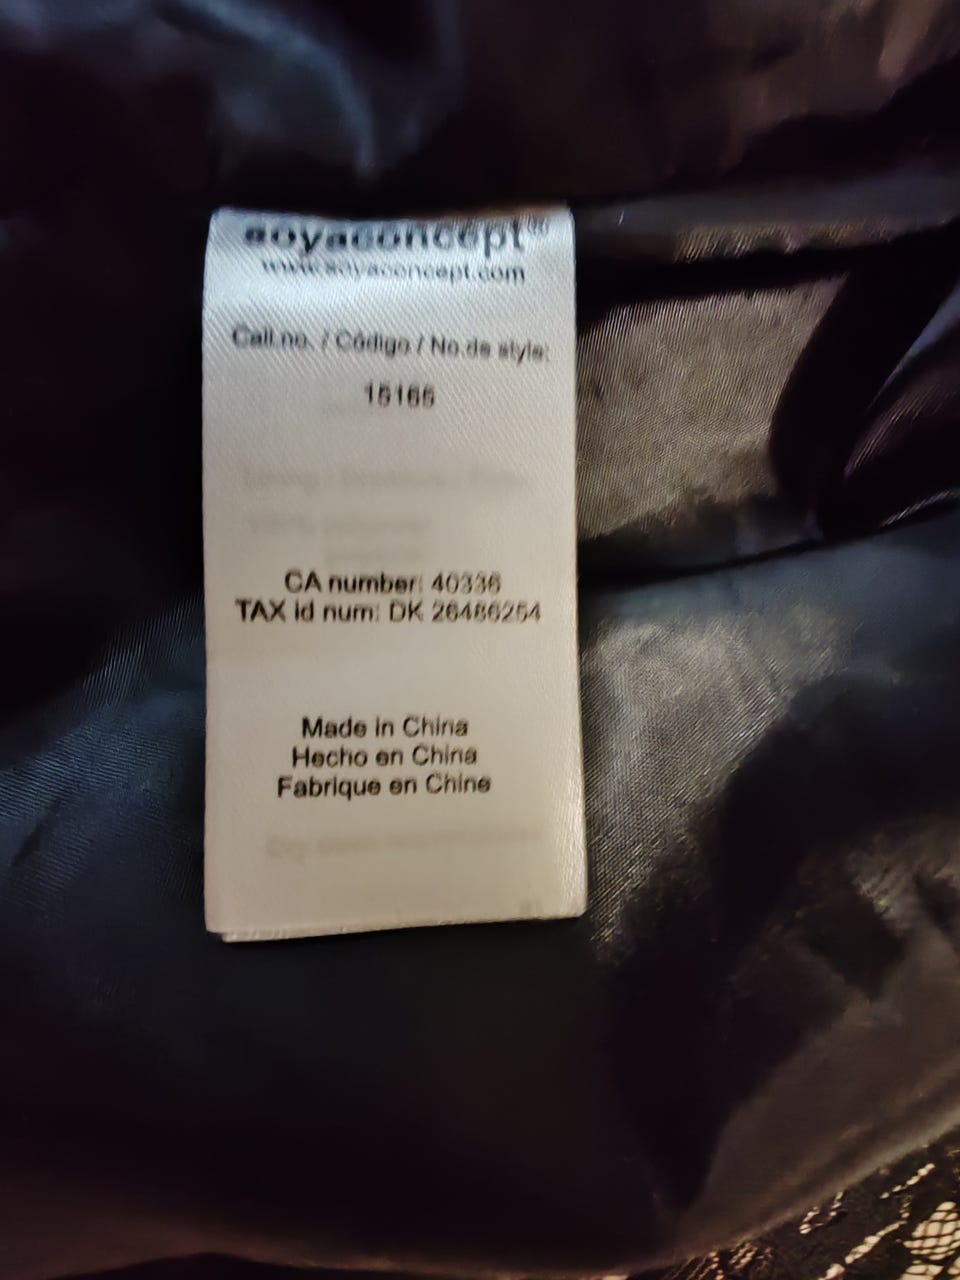 soyaconcept®
www.soyaconcept.com
Call.no. / Código / No.de style:
15165
CA number: 40336
TAX id num: DK 26486254
Made in China
Hecho en China
Fabrique en Chine